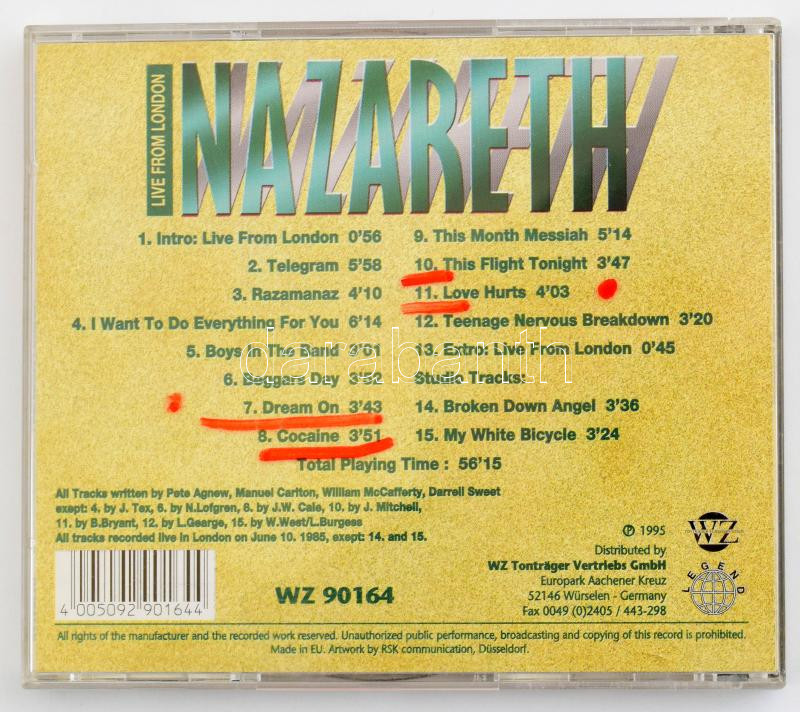 LIVE FROM LONDON
NAZARETH
1. Intro: Live From London 0'56
2. Telegram 5'58
3. Razamanaz 4'10
4. I Want To Do Everything For You 6'14
5. Boys In The Band 3'01
6. Beggars Day 3'52
7. Dream On 3'43
8. Cocaine 3'51
9. This Month Messiah 5'14
10. This Flight Tonight 3'47
11. Love Hurts 4'03
12. Teenage Nervous Breakdown 3'20
13. Extro: Live From London 0'45
Studio Tracks:
14. Broken Down Angel 3'36
15. My White Bicycle 3'24
Total Playing Time : 56'15
darabanth
All Tracks written by Pete Agnew, Manuel Carlton, William McCafferty, Darrell Sweet
exept: 4. by J. Tex, 6. by N.Lofgren, 8. by J.W. Cale, 10. by J. Mitchell,
11. by B.Bryant, 12. by L.Gearge, 15. by W.West/L.Burgess
All tracks recorded live in London on June 10. 1985, exept: 14. and 15.
4 005092 901644
WZ 90164
℗ 1995
Distributed by
WZ Tonträger Vertriebs GmbH
Europark Aachener Kreuz
52146 Würselen - Germany
Fax 0049 (0)2405 / 443-298
WZ
LEGEND
All rights of the manufacturer and the recorded work reserved. Unauthorized public performance, broadcasting and copying of this record is prohibited.
Made in EU. Artwork by RSK communication, Düsseldorf.